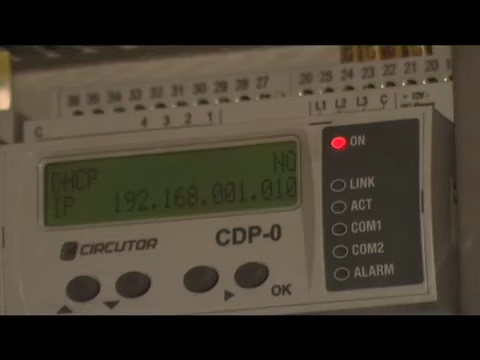 36 35 34 33 32 31 30 29 28 27
26 25 24 23 22 21 20
L1 L2 L3 C
+ 12V-
C 4 3 2 1
ON
DHCP NO
IP 192.168.001.010
LINK
ACT
COM1
COM2
ALARM
CIRCUTOR
CDP-0
OK